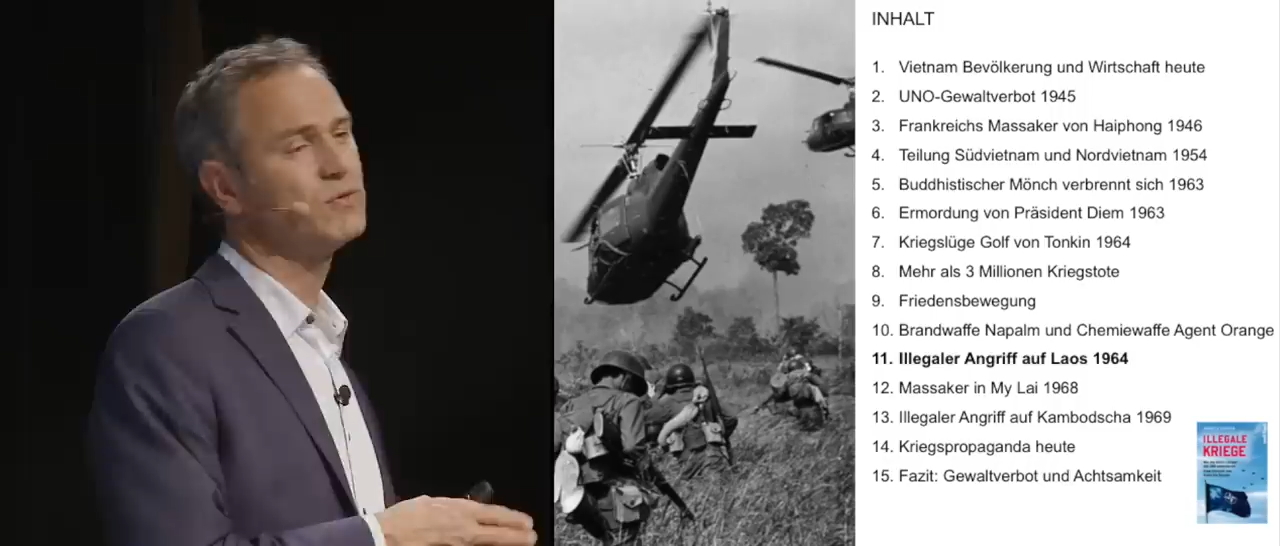 INHALT
1. Vietnam Bevölkerung und Wirtschaft heute
2. UNO-Gewaltverbot 1945
3. Frankreichs Massaker von Haiphong 1946
4. Teilung Südvietnam und Nordvietnam 1954
5. Buddhistischer Mönch verbrennt sich 1963
6. Ermordung von Präsident Diem 1963
7. Kriegslüge Golf von Tonkin 1964
8. Mehr als 3 Millionen Kriegstote
9. Friedensbewegung
10. Brandwaffe Napalm und Chemiewaffe Agent Orange
11. Illegaler Angriff auf Laos 1964
12. Massaker in My Lai 1968
13. Illegaler Angriff auf Kambodscha 1969
14. Kriegspropaganda heute
15. Fazit: Gewaltverbot und Achtsamkeit
ILLEGALE
KRIEGE